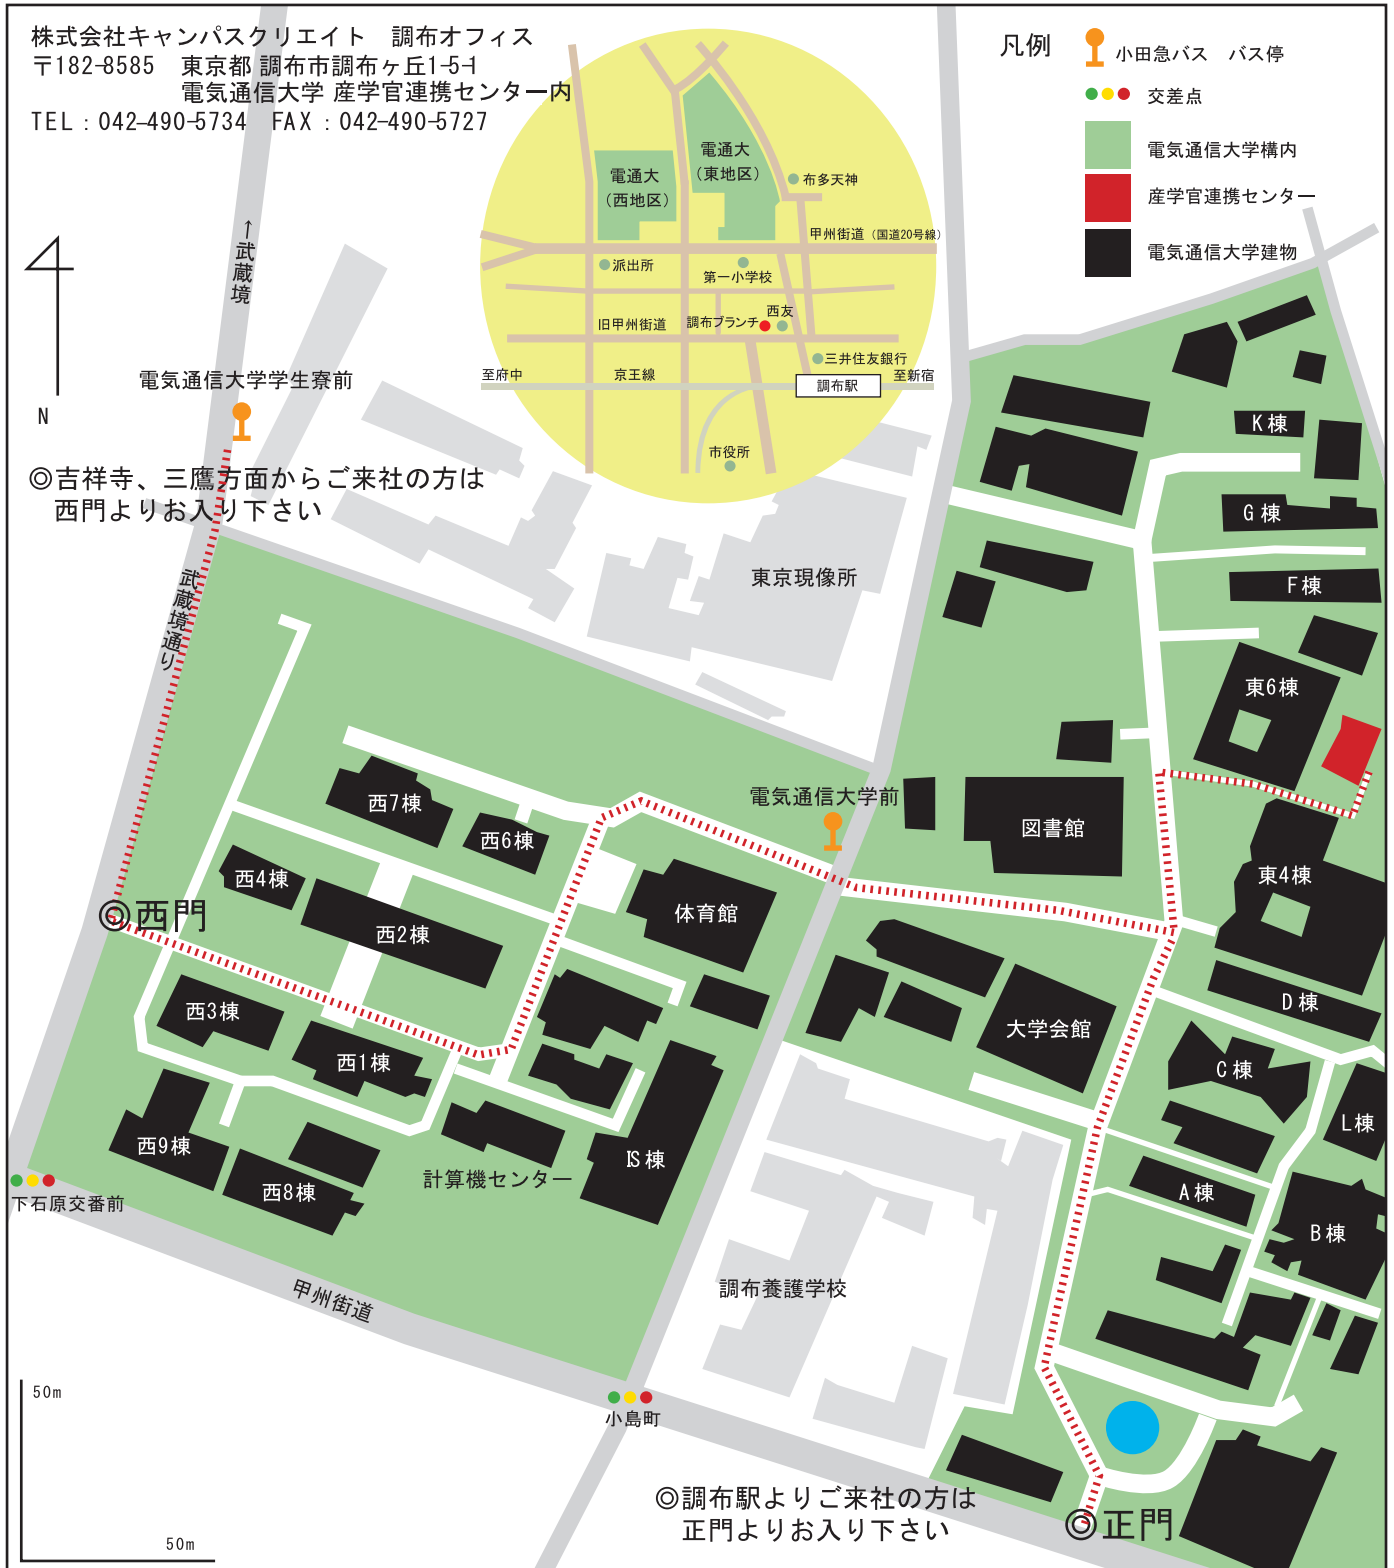 株式会社キャンパスクリエイト　調布オフィス
〒182-8585　東京都 調布市調布ヶ丘1-5-1
電気通信大学 産学官連携センター内
TEL：042-490-5734　FAX：042-490-5727
凡例
小田急バス　バス停
交差点
電気通信大学構内
産学官連携センター
電気通信大学建物
電通大
（西地区）
電通大
（東地区）
布多天神
甲州街道（国道20号線）
派出所
第一小学校
西友
旧甲州街道
調布ブランチ
三井住友銀行
至府中
京王線
調布駅
至新宿
市役所
←武蔵境
N
電気通信大学学生寮前
◎吉祥寺、三鷹方面からご来社の方は
西門よりお入り下さい
武蔵境通り
東京現像所
K棟
G棟
F棟
東6棟
電気通信大学前
図書館
東4棟
西7棟
西6棟
西4棟
体育館
◎西門
西2棟
D棟
西3棟
大学会館
西1棟
C棟
L棟
西9棟
IS棟
計算機センター
西8棟
A棟
B棟
下石原交番前
甲州街道
調布養護学校
50m
小島町
◎調布駅よりご来社の方は
正門よりお入り下さい
◎正門
50m